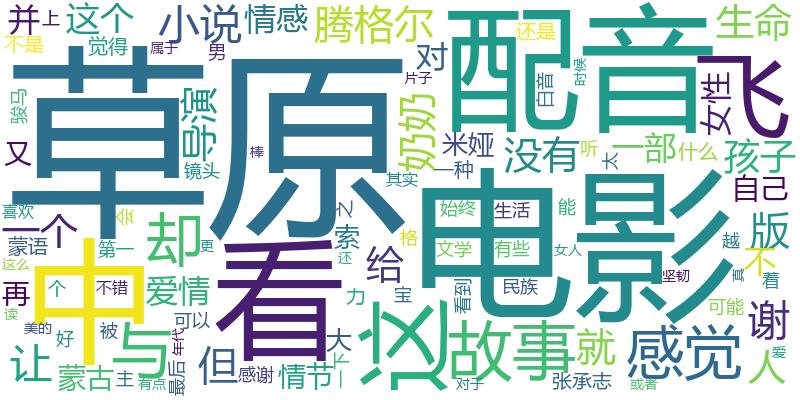 并
上
这个
小说
情感
腾格尔
配音
还是
生命
不是
觉得
属于
男
对
片子
飞
草原
导演
奶奶
白音
时候
女性
骏马
又
镜头
棒
米娅
没有
一部
听
什么
太
孩子
其实
一种
电影
自己
喜欢
一个
会
却
更
之
索
始终
生活
能
蒙语
第一
看
还
给
格
文学
有些
女人
越
版
不
着
这么
中
个
不错
爱情
再
读
力
宝
看到
民族
坚韧
真
可能
谢
美的
好
被
与
可以
年代
大
这
故事
就
感觉
爱
人
让
蒙古
主
有点
最后
但
感谢
情节
对子
张承志
或者